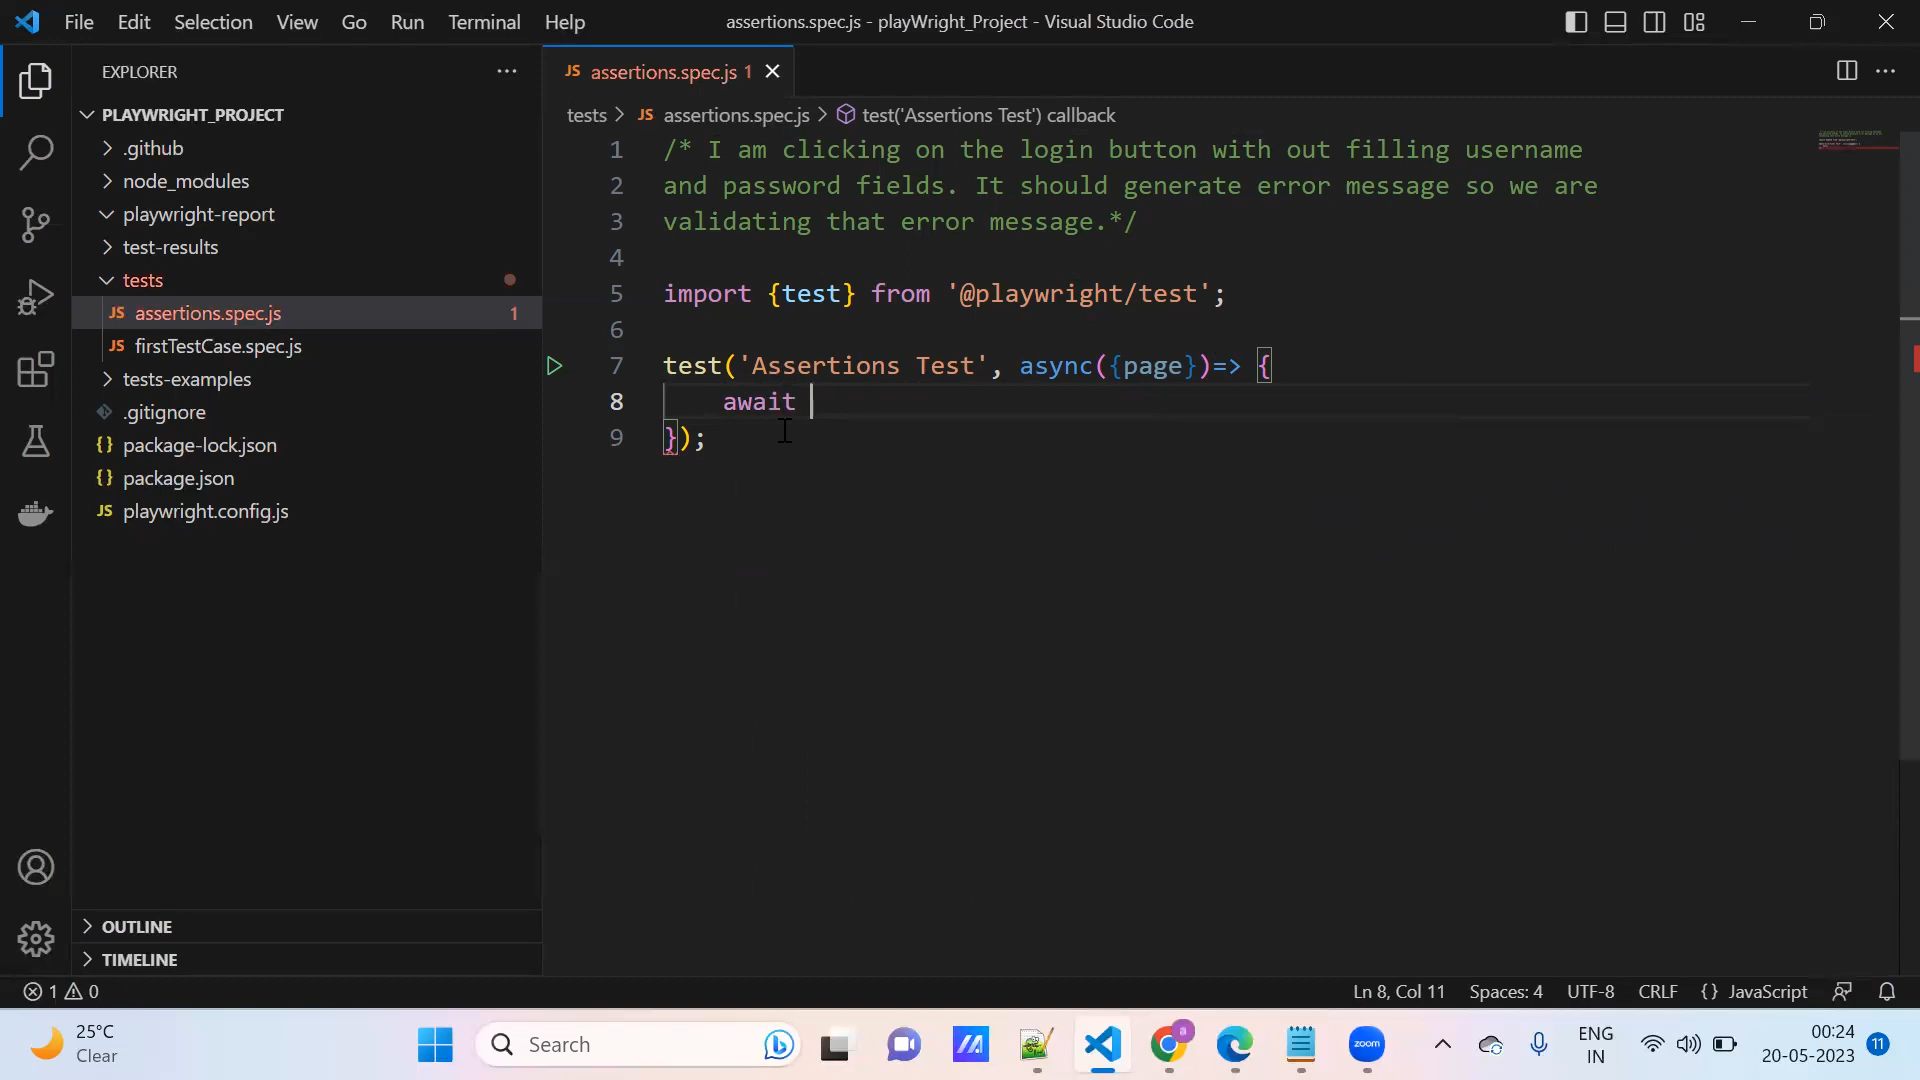 File Edit Selection View Go Run Terminal Help
assertions.spec.js - playWright_Project - Visual Studio Code
EXPLORER
PLAYWRIGHT_PROJECT
.github
node_modules
playwright-report
test-results
tests
JS assertions.spec.js 1
JS firstTestCase.spec.js
tests-examples
.gitignore
{} package-lock.json
{} package.json
JS playwright.config.js
OUTLINE
TIMELINE
JS assertions.spec.js 1
tests > JS assertions.spec.js > test('Assertions Test') callback
1 /* I am clicking on the login button with out filling username
2 and password fields. It should generate error message so we are
3 validating that error message.*/
4
5 import {test} from '@playwright/test';
6
7 test('Assertions Test', async({page})=> {
8 await
9 });
1 0
Ln 8, Col 11 Spaces: 4 UTF-8 CRLF {} JavaScript
25°C
Clear
Search
a
zoom
ENG
IN
00:24
20-05-2023
11